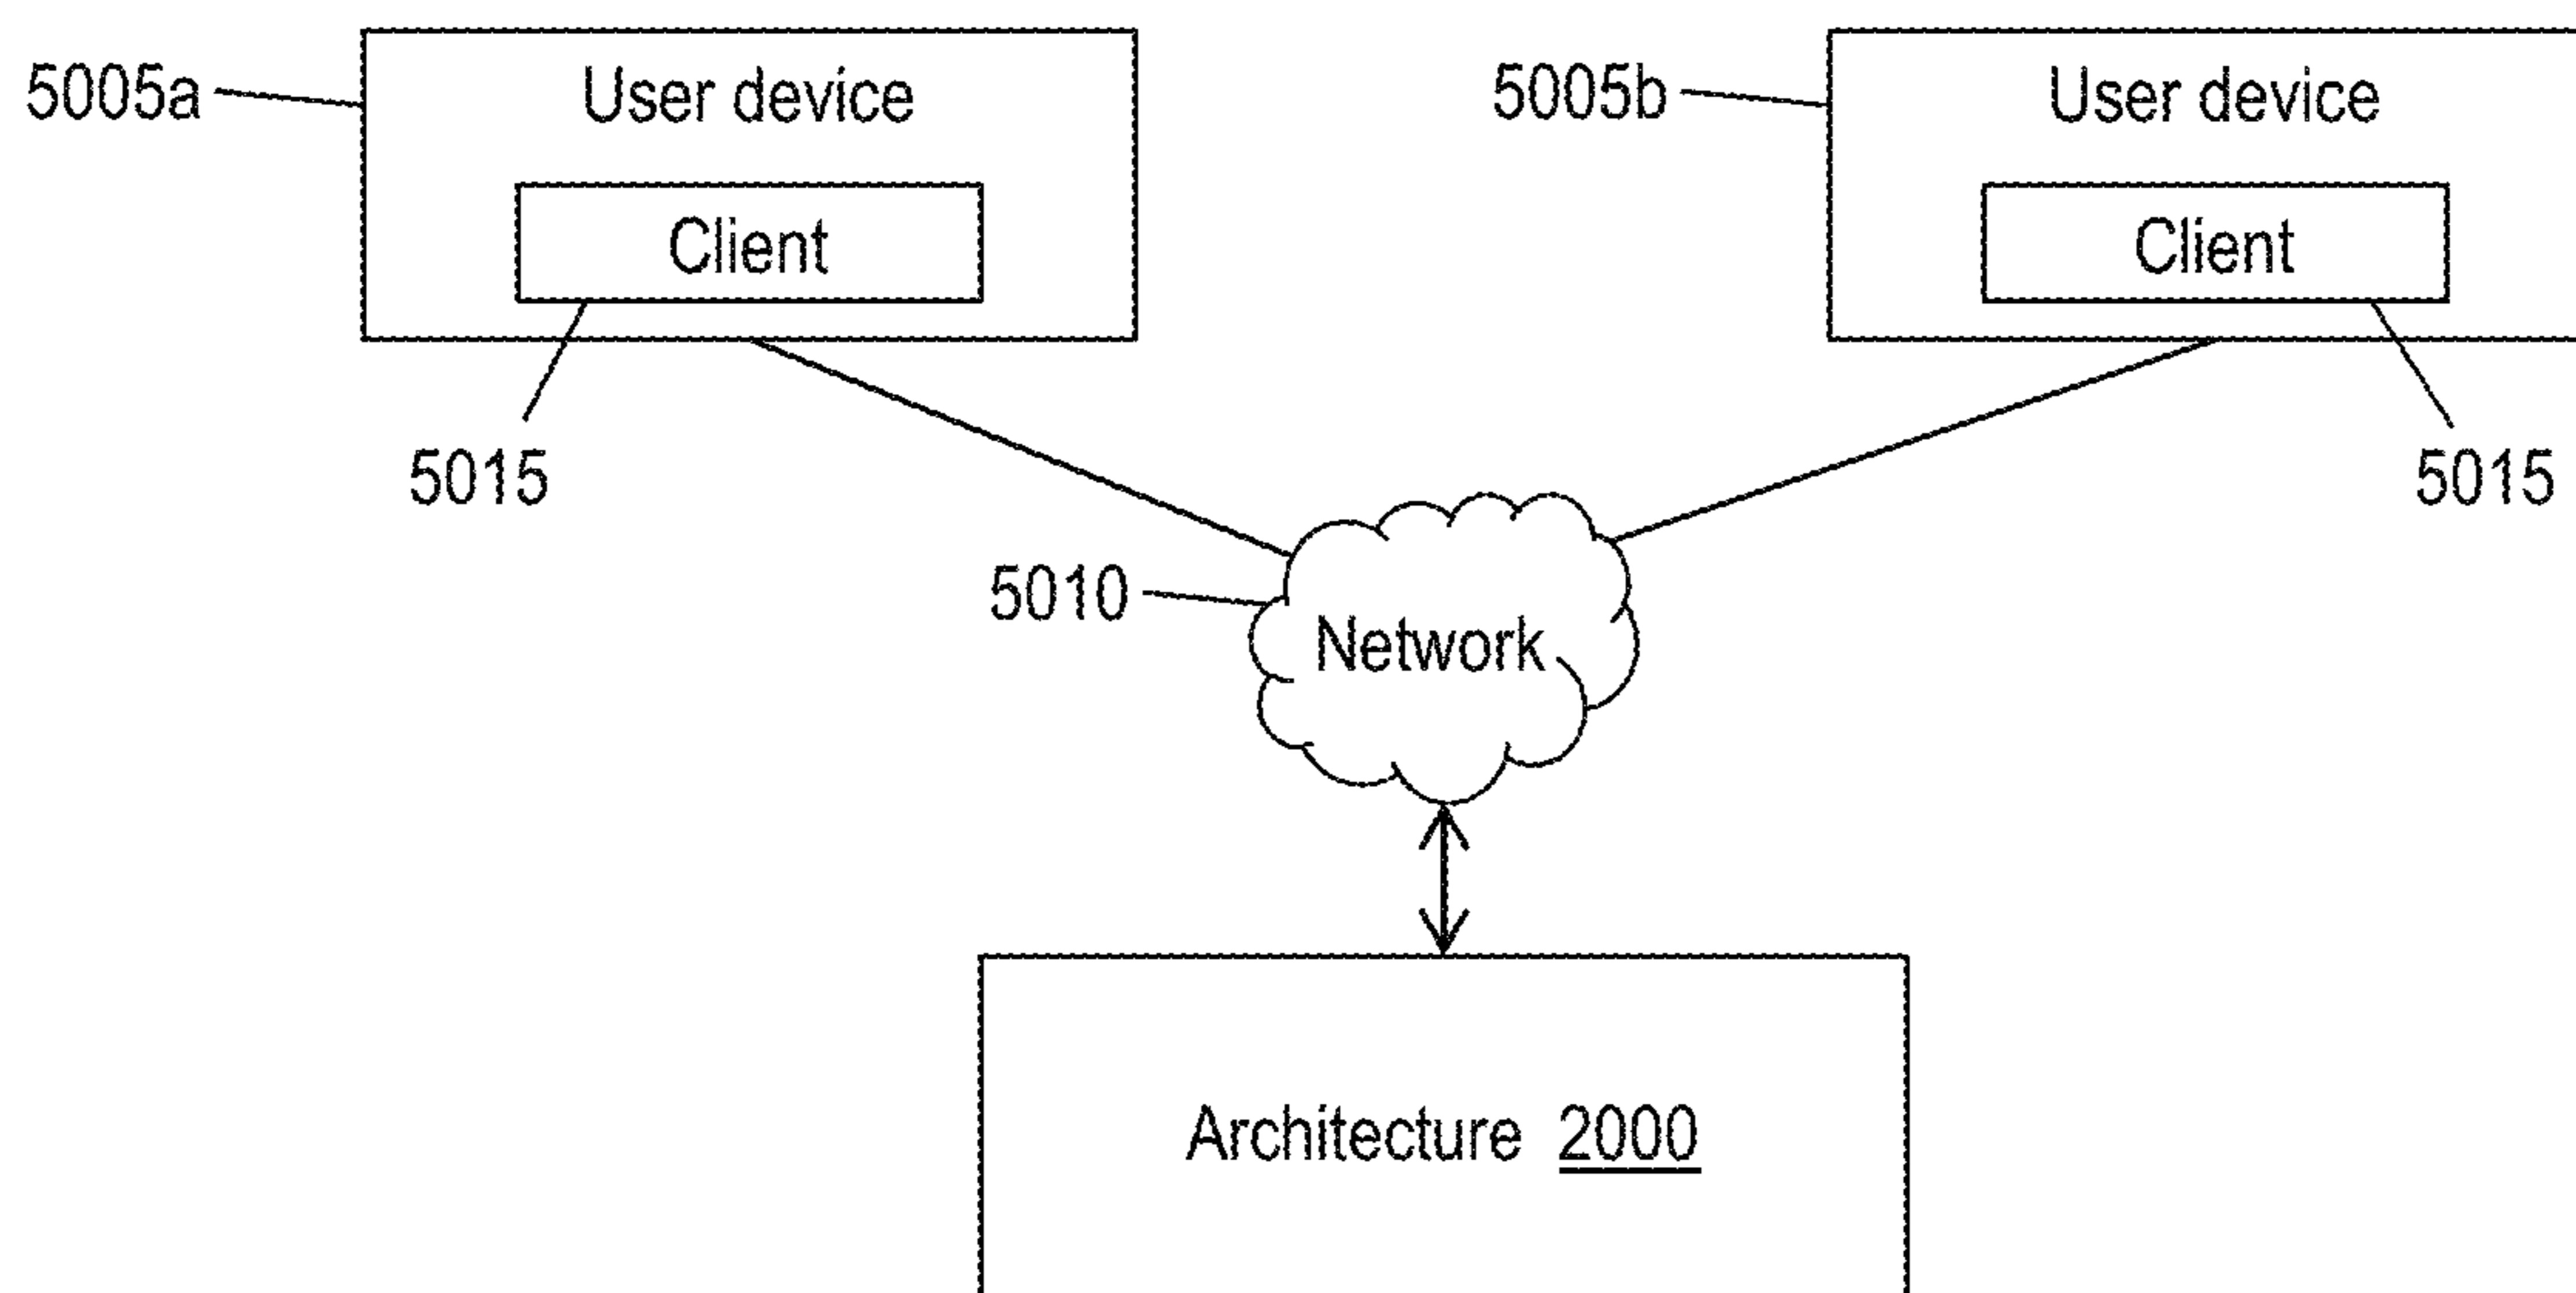 5005a
User device
5005b
User device
Client
Client
5015
5015
5010
Network
Architecture 2000